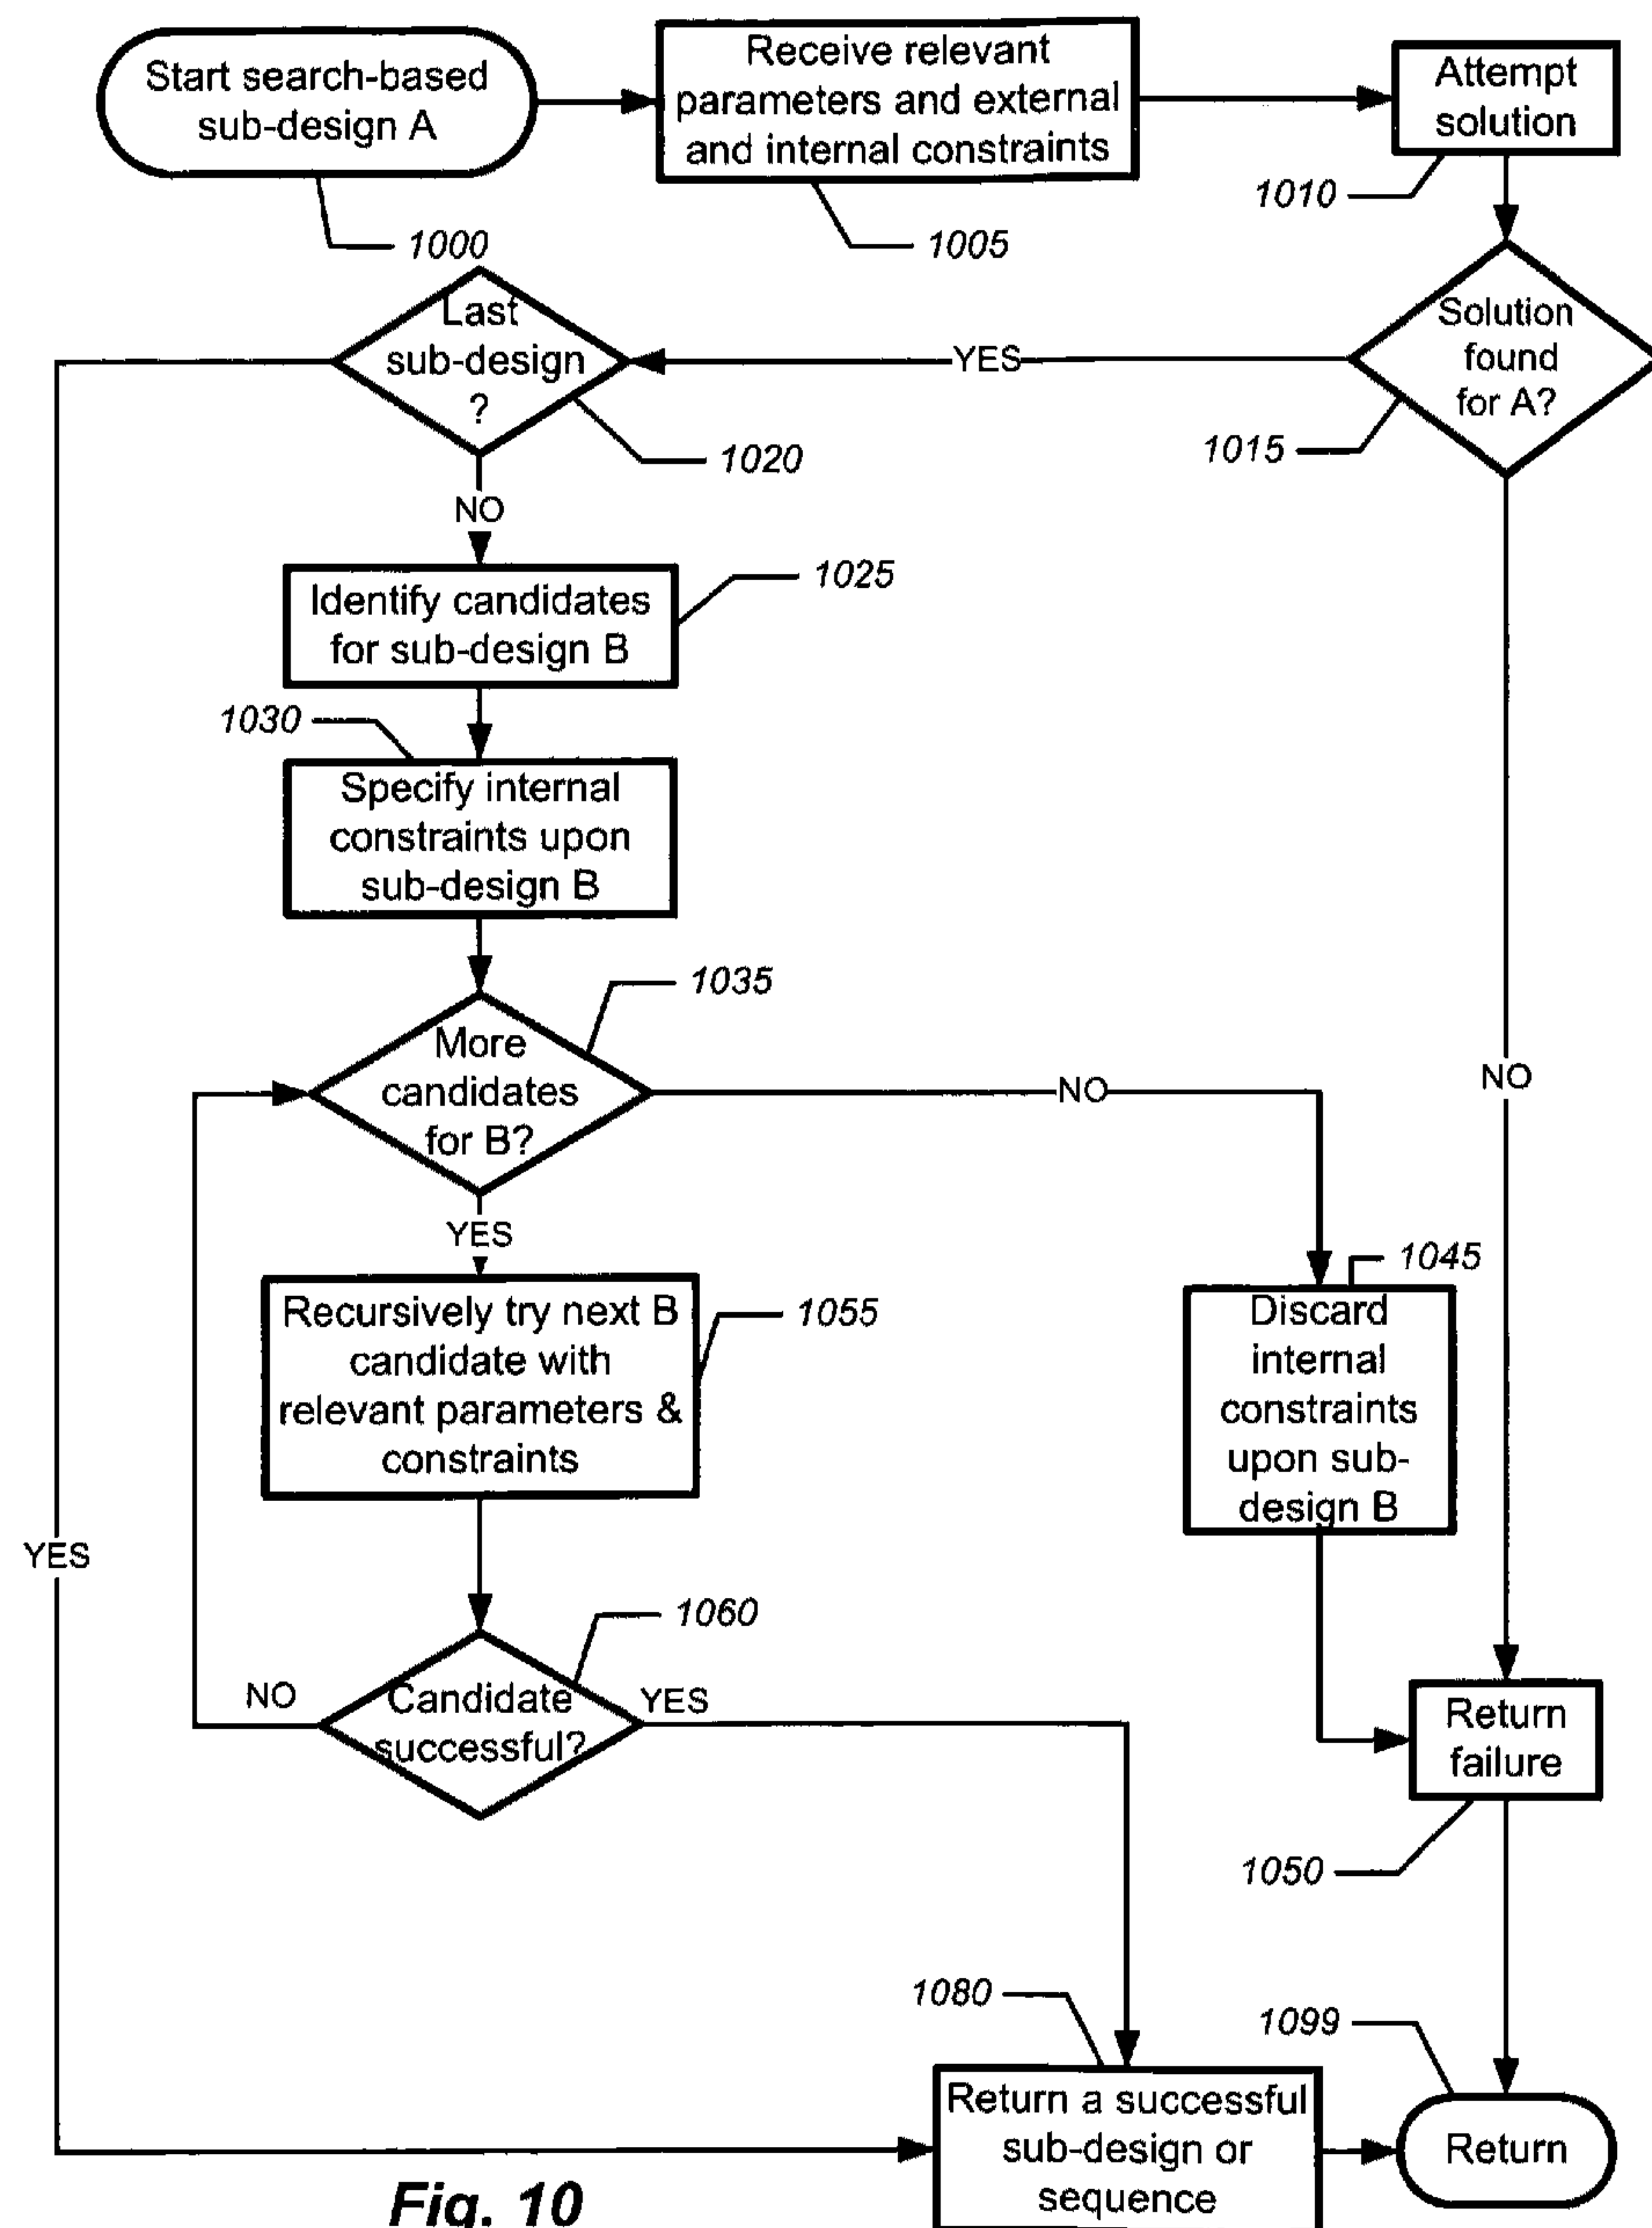 Start search-based
sub-design A
1000
Receive relevant
parameters and external
and internal constraints
1005
Attempt
solution
1010
Solution
found
for A?
1015
YES
NO
Last
sub-design
?
1020
YES
NO
Identify candidates
for sub-design B
1025
1030
Specify internal
constraints upon
sub-design B
1035
More
candidates
for B?
NO
YES
Recursively try next B
candidate with
relevant parameters &
constraints
1055
1045
Discard
internal
constraints
upon sub-
design B
1060
Candidate
successful?
NO
YES
Return
failure
1050
1080
Return a successful
sub-design or
sequence
1099
Return
Fig. 10